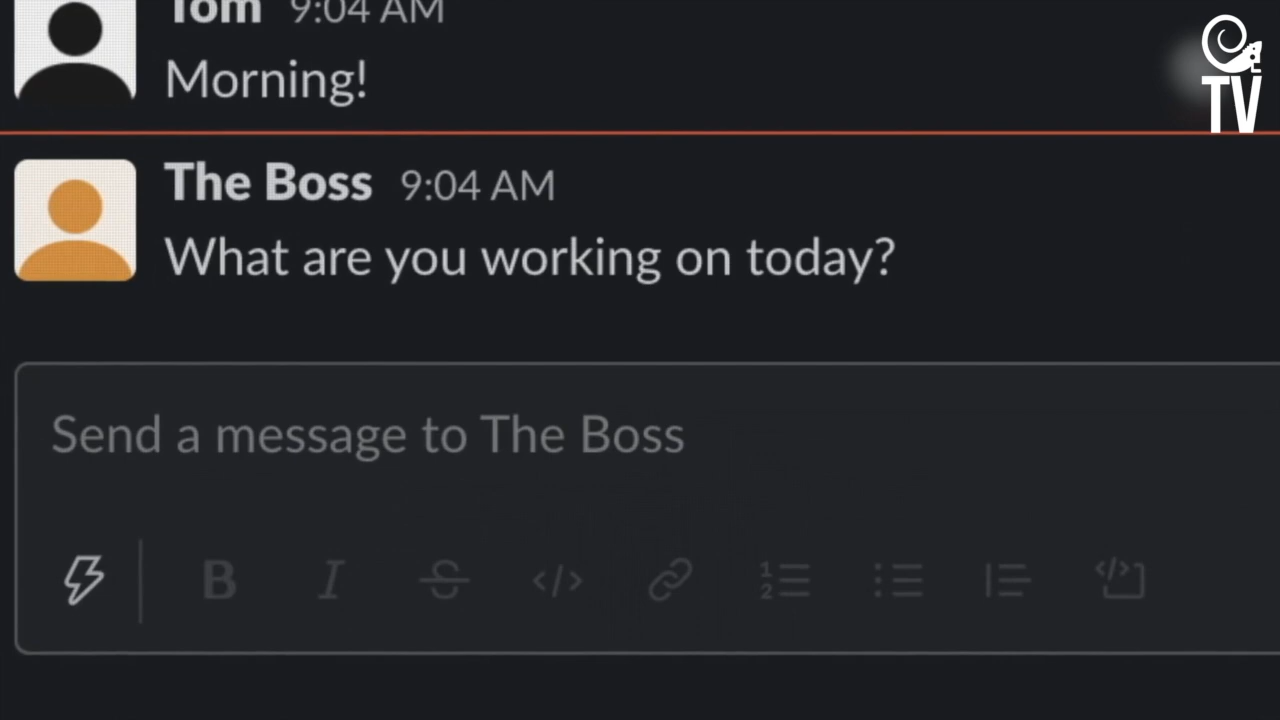 Tom 9:04 AM
Morning!
The Boss 9:04 AM
What are you working on today?
Send a message to The Boss
TV